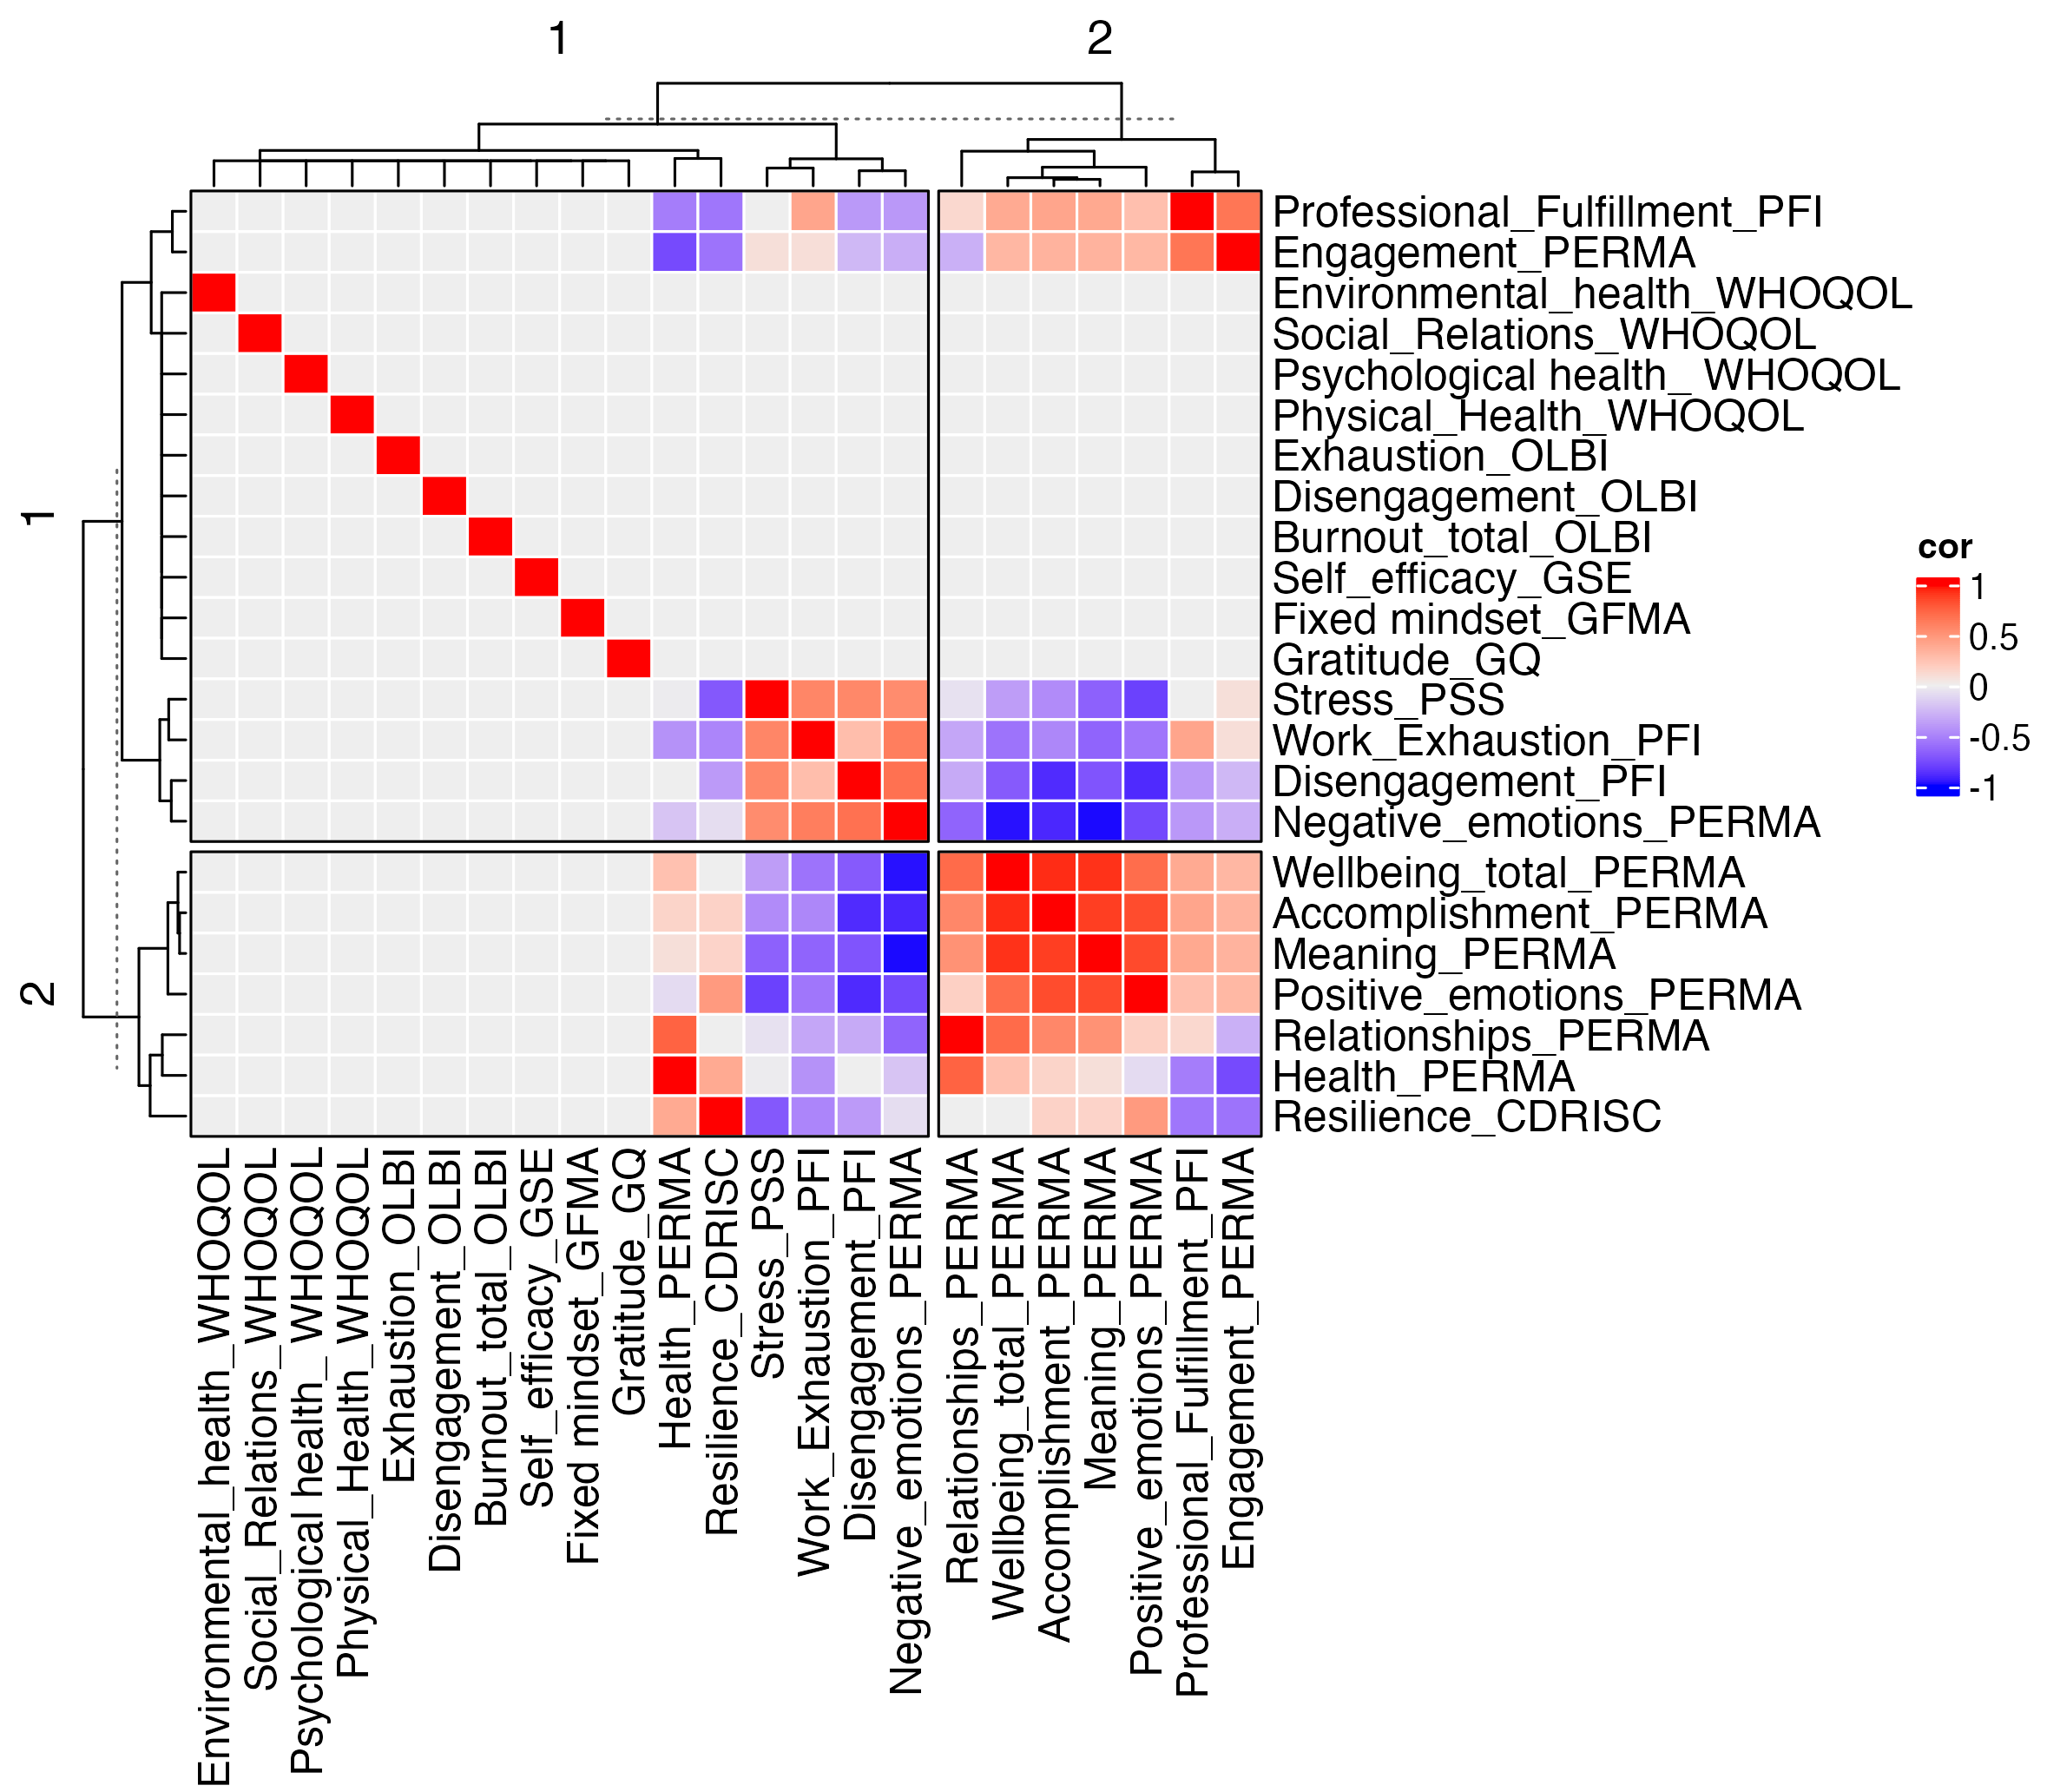 1
2
1
2
Professional_Fulfillment_PFI
Engagement_PERMA
Environmental_health_WHOQOL
Social_Relations_WHOQOL
Psychological health_ WHOQOL
Physical_Health_WHOQOL
Exhaustion_OLBI
Disengagement_OLBI
Burnout_total_OLBI
Self_efficacy_GSE
Fixed mindset_GFMA
Gratitude_GQ
Stress_PSS
Work_Exhaustion_PFI
Disengagement_PFI
Negative_emotions_PERMA
Wellbeing_total_PERMA
Accomplishment_PERMA
Meaning_PERMA
Positive_emotions_PERMA
Relationships_PERMA
Health_PERMA
Resilience_CDRISC
cor
1
0.5
0
-0.5
-1
Environmental_health_WHOQOL
Social_Relations_WHOQOL
Psychological health_ WHOQOL
Physical_Health_WHOQOL
Exhaustion_OLBI
Disengagement_OLBI
Burnout_total_OLBI
Self_efficacy_GSE
Fixed mindset_GFMA
Gratitude_GQ
Health_PERMA
Resilience_CDRISC
Stress_PSS
Work_Exhaustion_PFI
Disengagement_PFI
Negative_emotions_PERMA
Relationships_PERMA
Wellbeing_total_PERMA
Accomplishment_PERMA
Meaning_PERMA
Positive_emotions_PERMA
Professional_Fulfillment_PFI
Engagement_PERMA